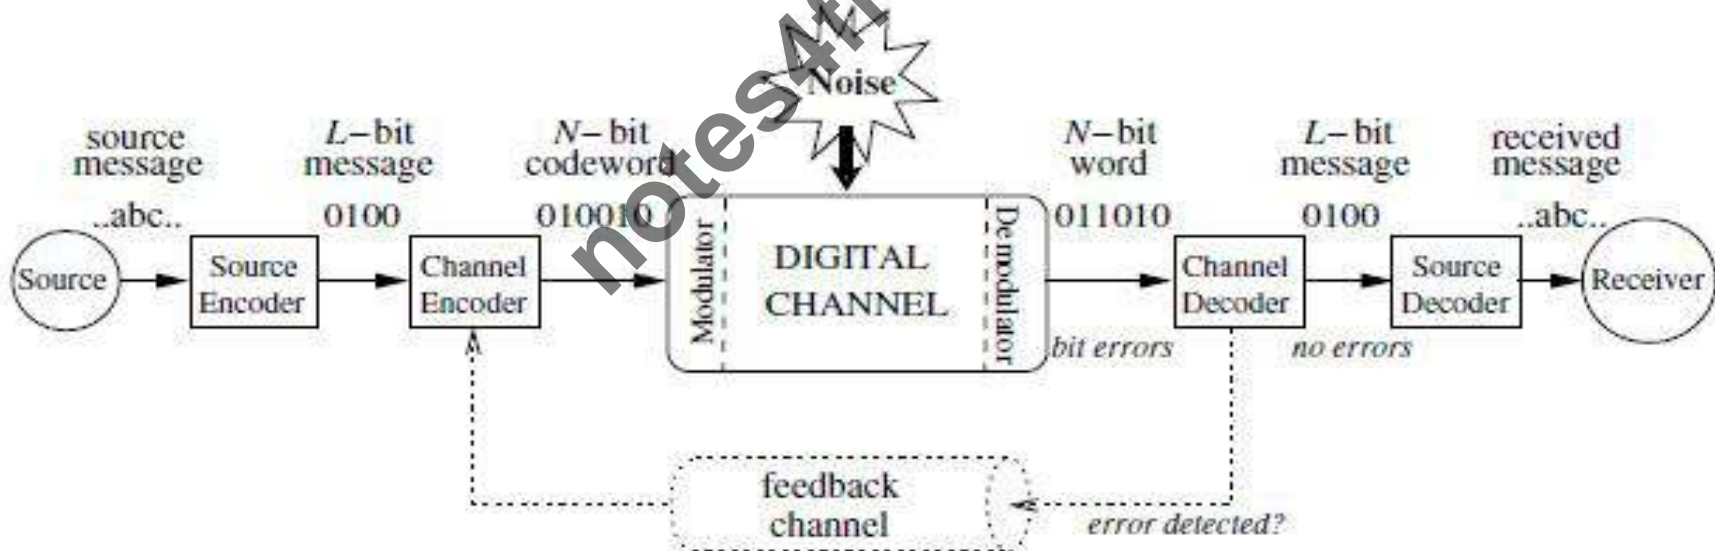 Noise
source
message
L-bit
message
N-bit
codeword
N-bit
word
L-bit
message
received
message
..abc..
0100
010010
011010
0100
..abc..
Source
Source
Encoder
Channel
Encoder
Modulator
DIGITAL
CHANNEL
Demodulator
Channel
Decoder
Source
Decoder
Receiver
bit errors
no errors
feedback
channel
error detected?